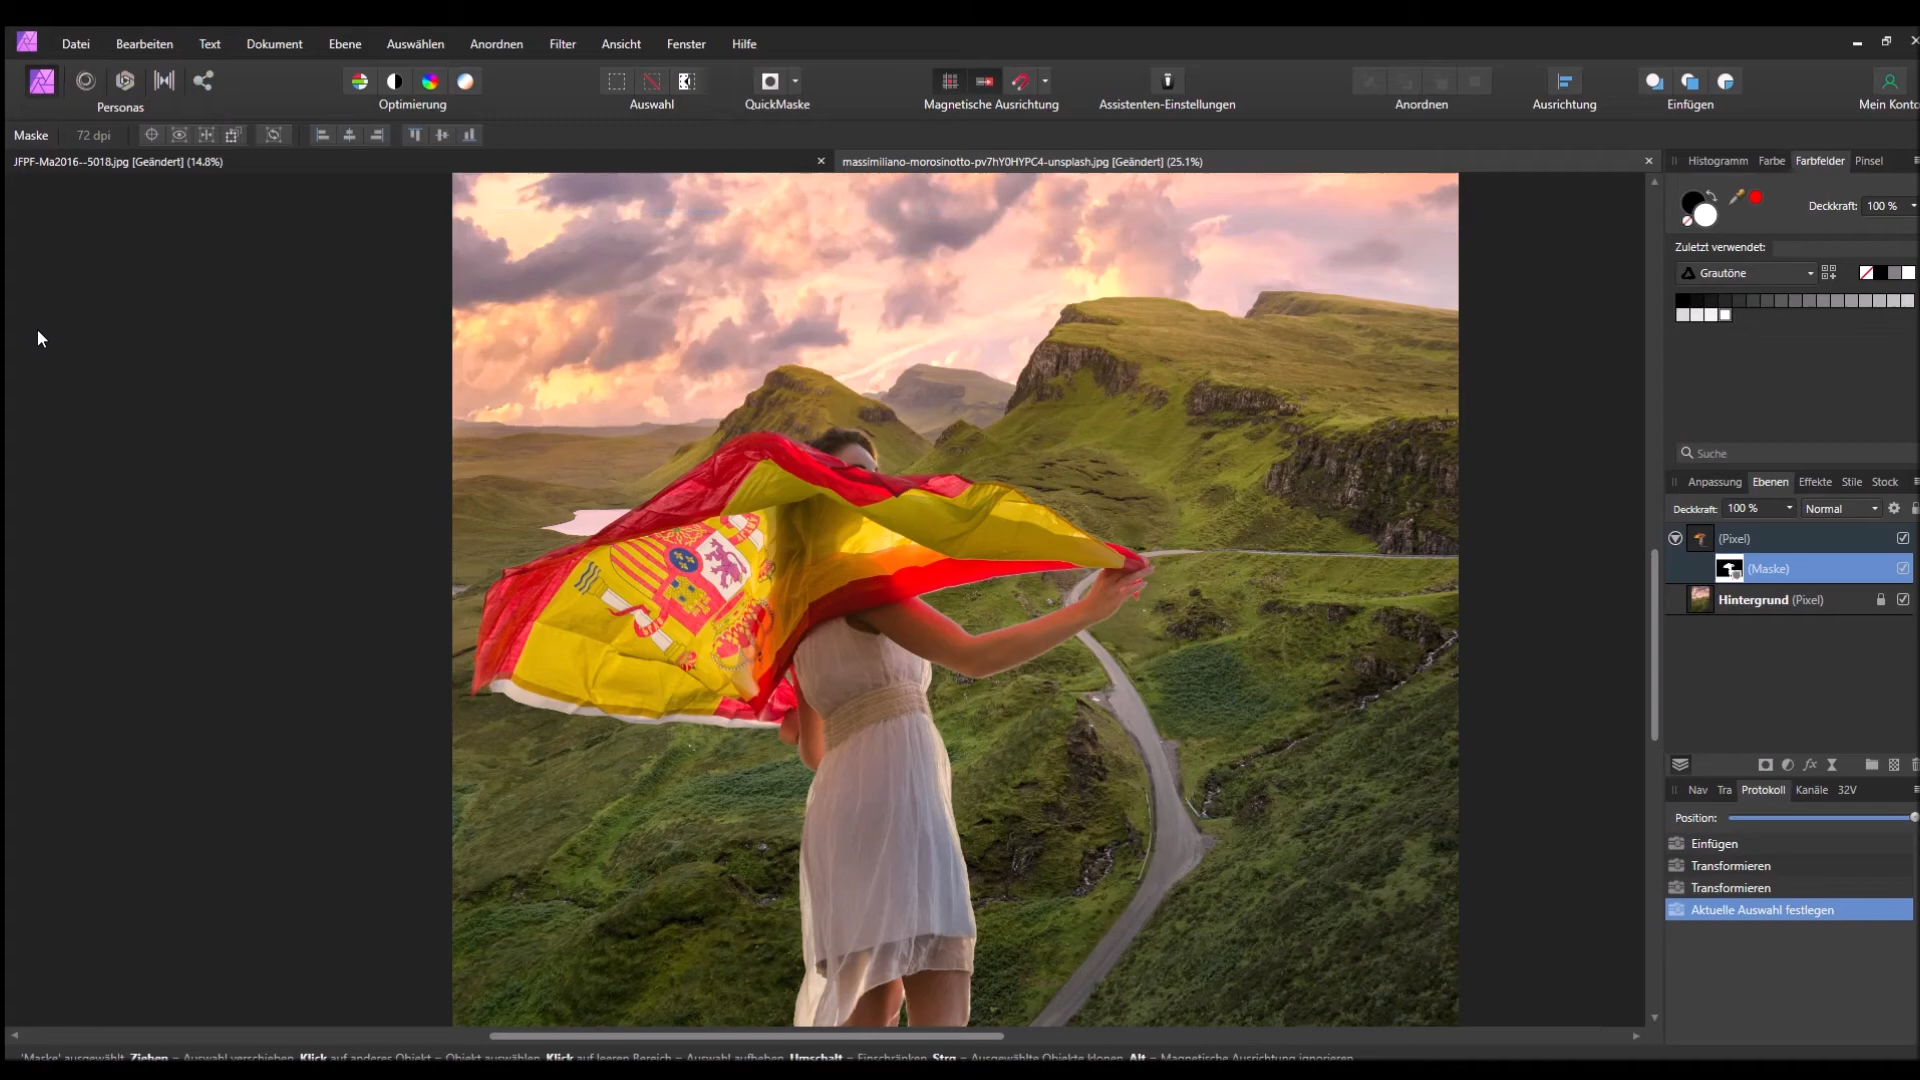 Datei Bearbeiten Text Dokument Ebene Auswählen Anordnen Filter Ansicht Fenster Hilfe
Personas Optimierung Auswahl QuickMaske Magnetische Ausrichtung Assistenten-Einstellungen Anordnen Ausrichtung Einfügen Mein Konto
Maske 72 dpi
JFPF-Ma2016--5018.jpg [Geändert] (14.8%)
massimiliano-morosinotto-pv7hY0HYPC4-unsplash.jpg [Geändert] (25.1%)
Histogramm Farbe Farbfelder Pinsel
Deckkraft: 100 %
Zuletzt verwendet:
Grautöne
Suche
Anpassung Ebenen Effekte Stile Stock
Deckkraft: 100 % Normal
(Pixel)
(Maske)
Hintergrund (Pixel)
fx
Nav Tra Protokoll Kanäle 32V
Position:
Einfügen
Transformieren
Transformieren
Aktuelle Auswahl festlegen
'Maske' ausgewählt. Ziehen = Auswahl verschieben. Klick auf anderes Objekt = Objekt auswählen. Klick auf leeren Bereich = Auswahl aufheben. Umschalt = Einschränken. Strg = Ausgewählte Objekte klonen. Alt = Magnetische Ausrichtung ignorieren.